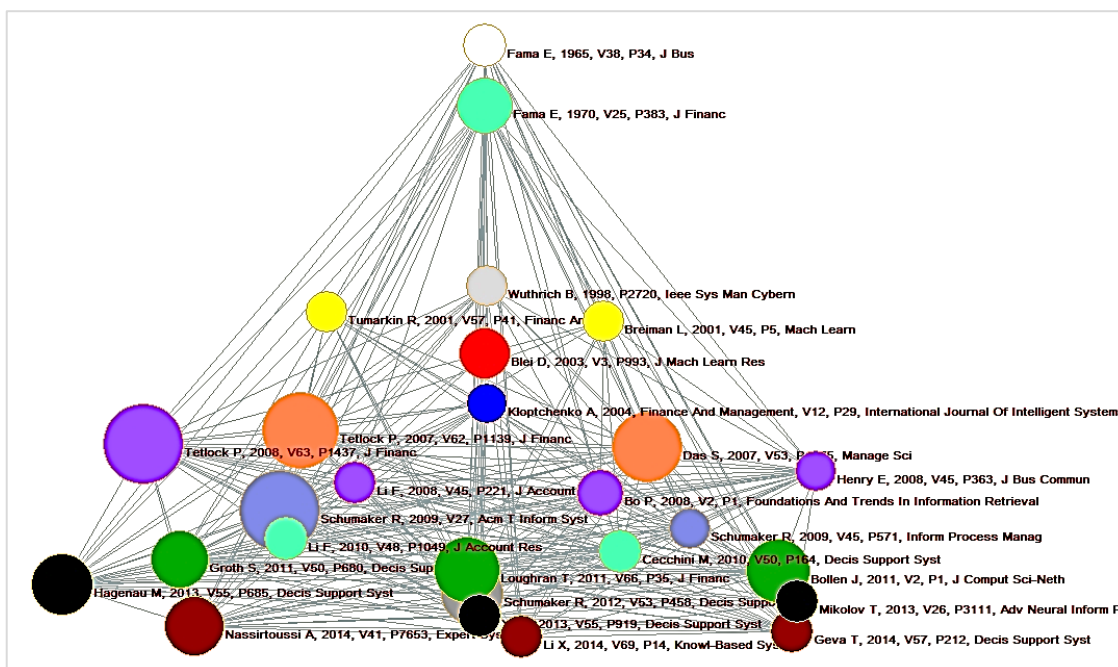 Fama E, 1965, V38, P34, J Bus
Fama E, 1970, V25, P383, J Financ
Wuthrich B, 1998, P2720, Ieee Sys Man Cybern
Tumarkin R, 2001, V57, P41, Financ An
Breiman L, 2001, V45, P5, Mach Learn
Blei D, 2003, V3, P993, J Mach Learn Res
Kloptchenko A, 2004, Finance And Management, V12, P29, International Journal Of Intelligent System
Tetlock P, 2007, V62, P1139, J Financ
Tetlock P, 2008, V63, P1437, J Financ
Das S, 2007, V53, Manage Sci
Henry E, 2008, V45, P363, J Bus Commun
Li F, 2008, V45, P221, J Account
Bo P, 2008, V2, P1, Foundations And Trends In Information Retrieval
Schumaker R, 2009, V27, Acm T Inform Syst
Schumaker R, 2009, V45, P571, Inform Process Manag
Li F, 2010, V48, P1049, J Account Res
Cecchini M, 2010, V50, P164, Decis Support Syst
Groth S, 2011, V50, P680, Decis Sup
Loughran T, 2011, V66, P35, J Financ
Bollen J, 2011, V2, P1, J Comput Sci-Neth
Hagenau M, 2013, V55, P685, Decis Support Syst
Schumaker R, 2012, V53, P458, Decis Suppo
Mikolov T, 2013, V26, P3111, Adv Neural Inform P
2013, V55, P919, Decis Support Syst
Nassirtoussi A, 2014, V41, P7653, Expert Sy
Li X, 2014, V69, P14, Knowl-Based Sys
Geva T, 2014, V57, P212, Decis Support Syst